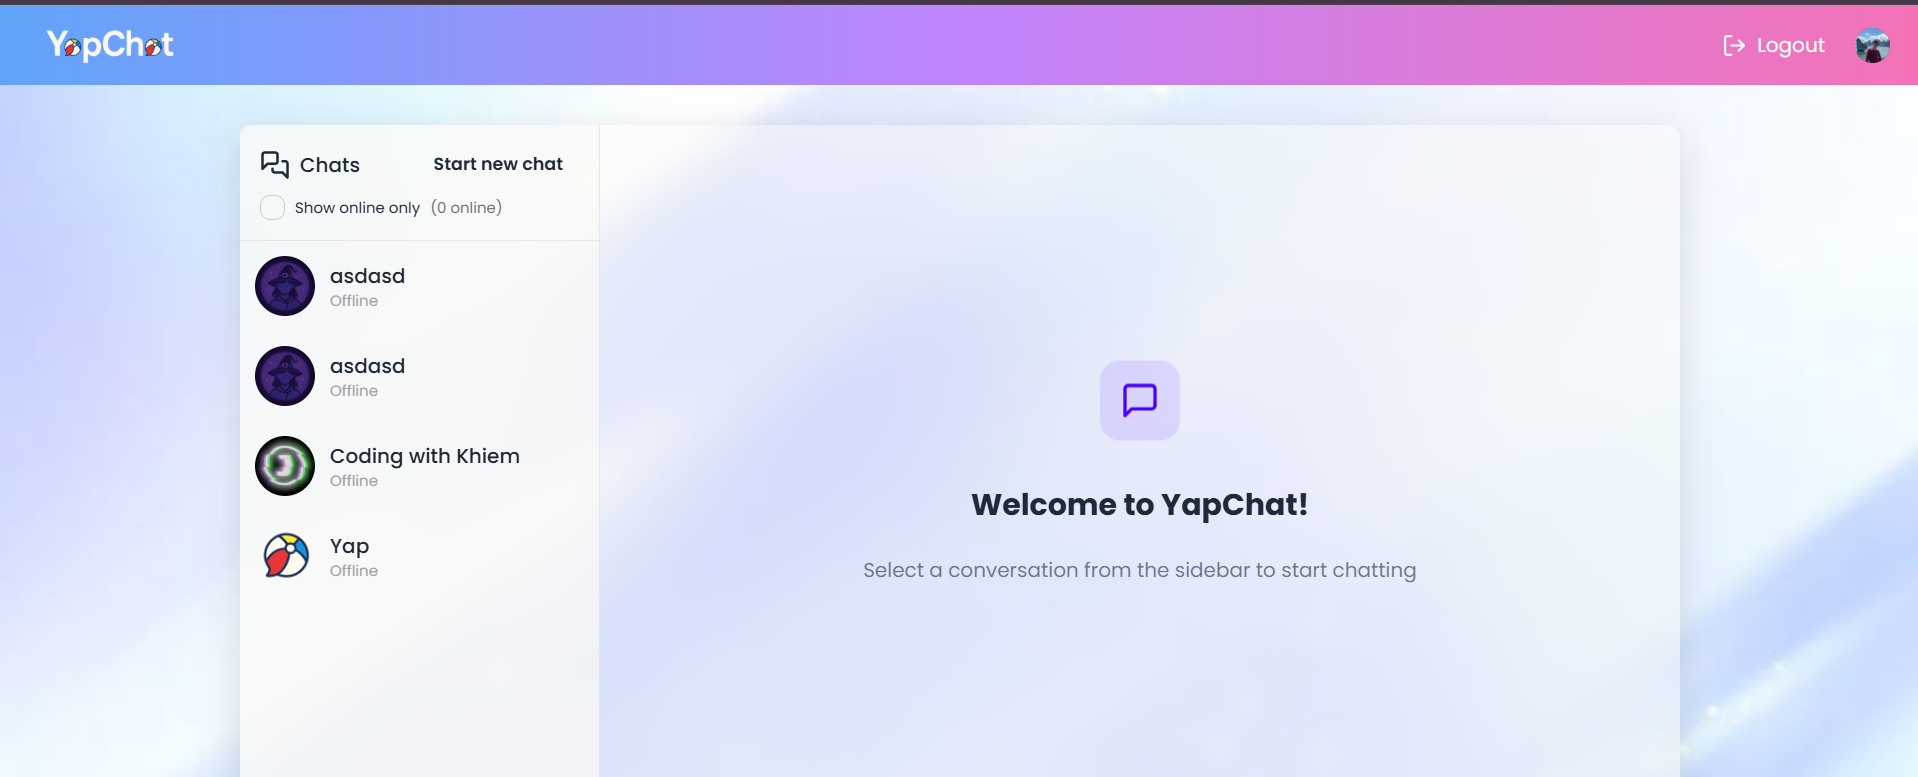 YapChat
Logout
Chats
Start new chat
Show online only (0 online)
asdasd
Offline
asdasd
Offline
Coding with Khiem
Offline
Yap
Offline
Welcome to YapChat!
Select a conversation from the sidebar to start chatting